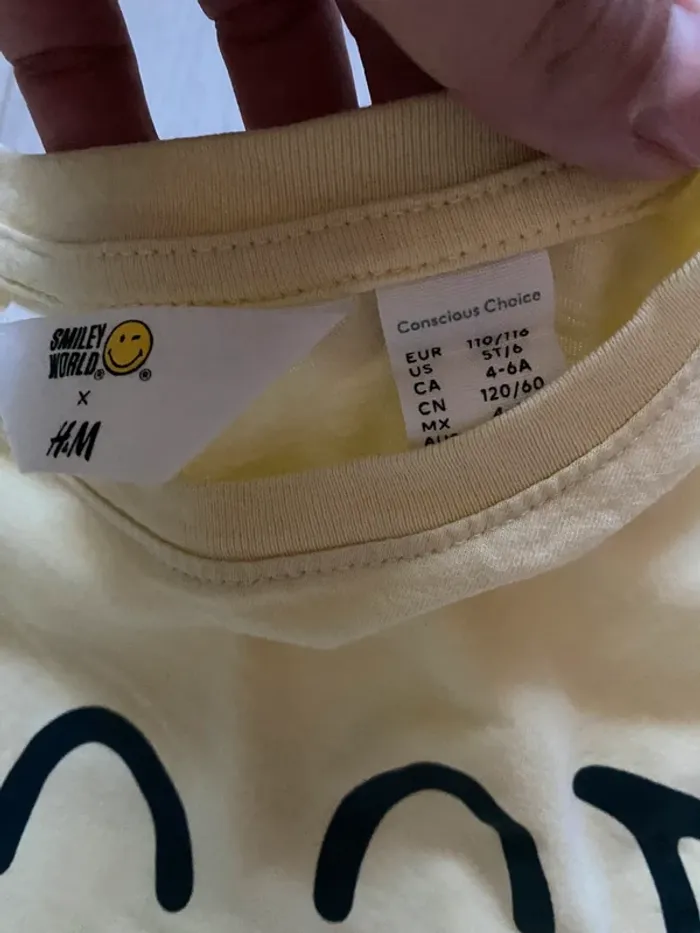 SMILEY
WORLD®
®
X
H&M
Conscious Choice
EUR 110/116
US 5T/6
CA 4-6A
CN 120/60
MX